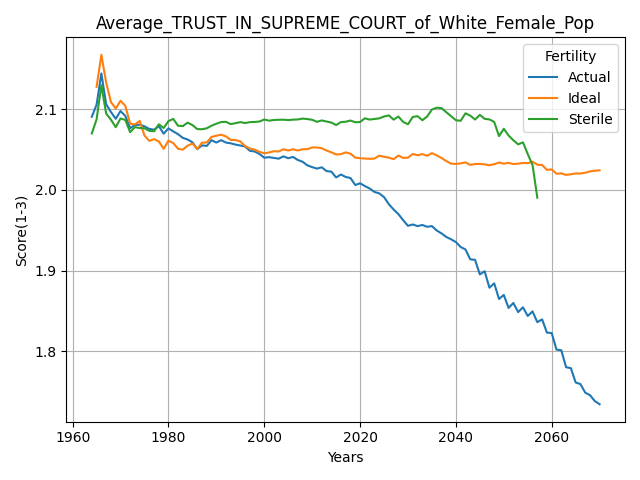 Average_TRUST_IN_SUPREME_COURT_of_White_Female_Pop
Fertility
Actual
Ideal
Sterile
Score(1-3)
2.1
2.0
1.9
1.8
1960 1980 2000 2020 2040 2060
Years